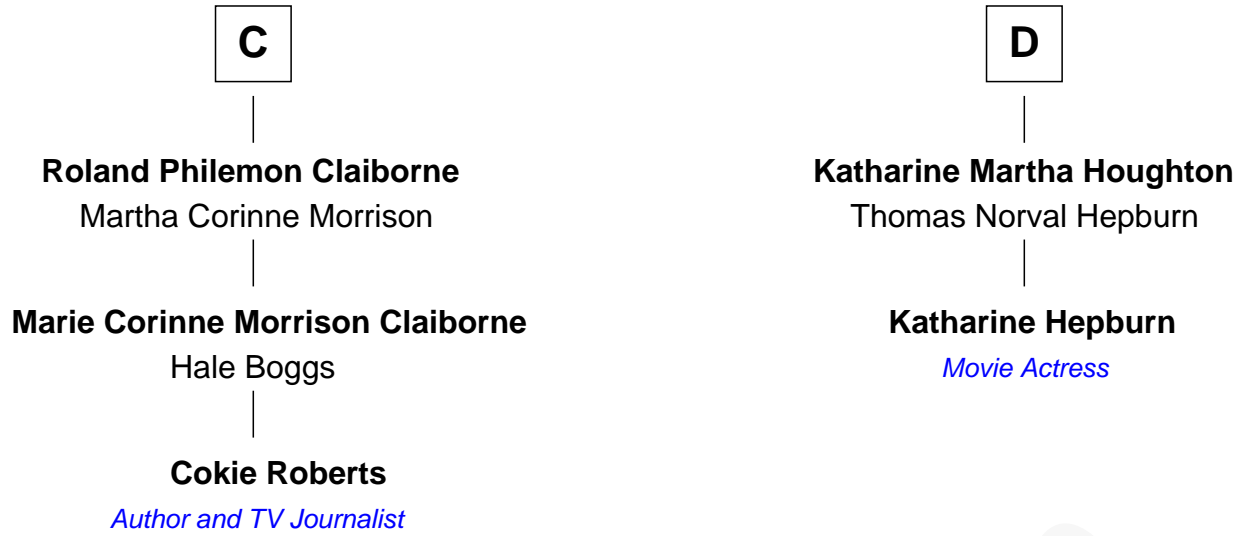 C
Roland Philemon Claiborne
Martha Corinne Morrison
Marie Corinne Morrison Claiborne
Hale Boggs
Cokie Roberts
Author and TV Journalist
D
Katharine Martha Houghton
Thomas Norval Hepburn
Katharine Hepburn
Movie Actress